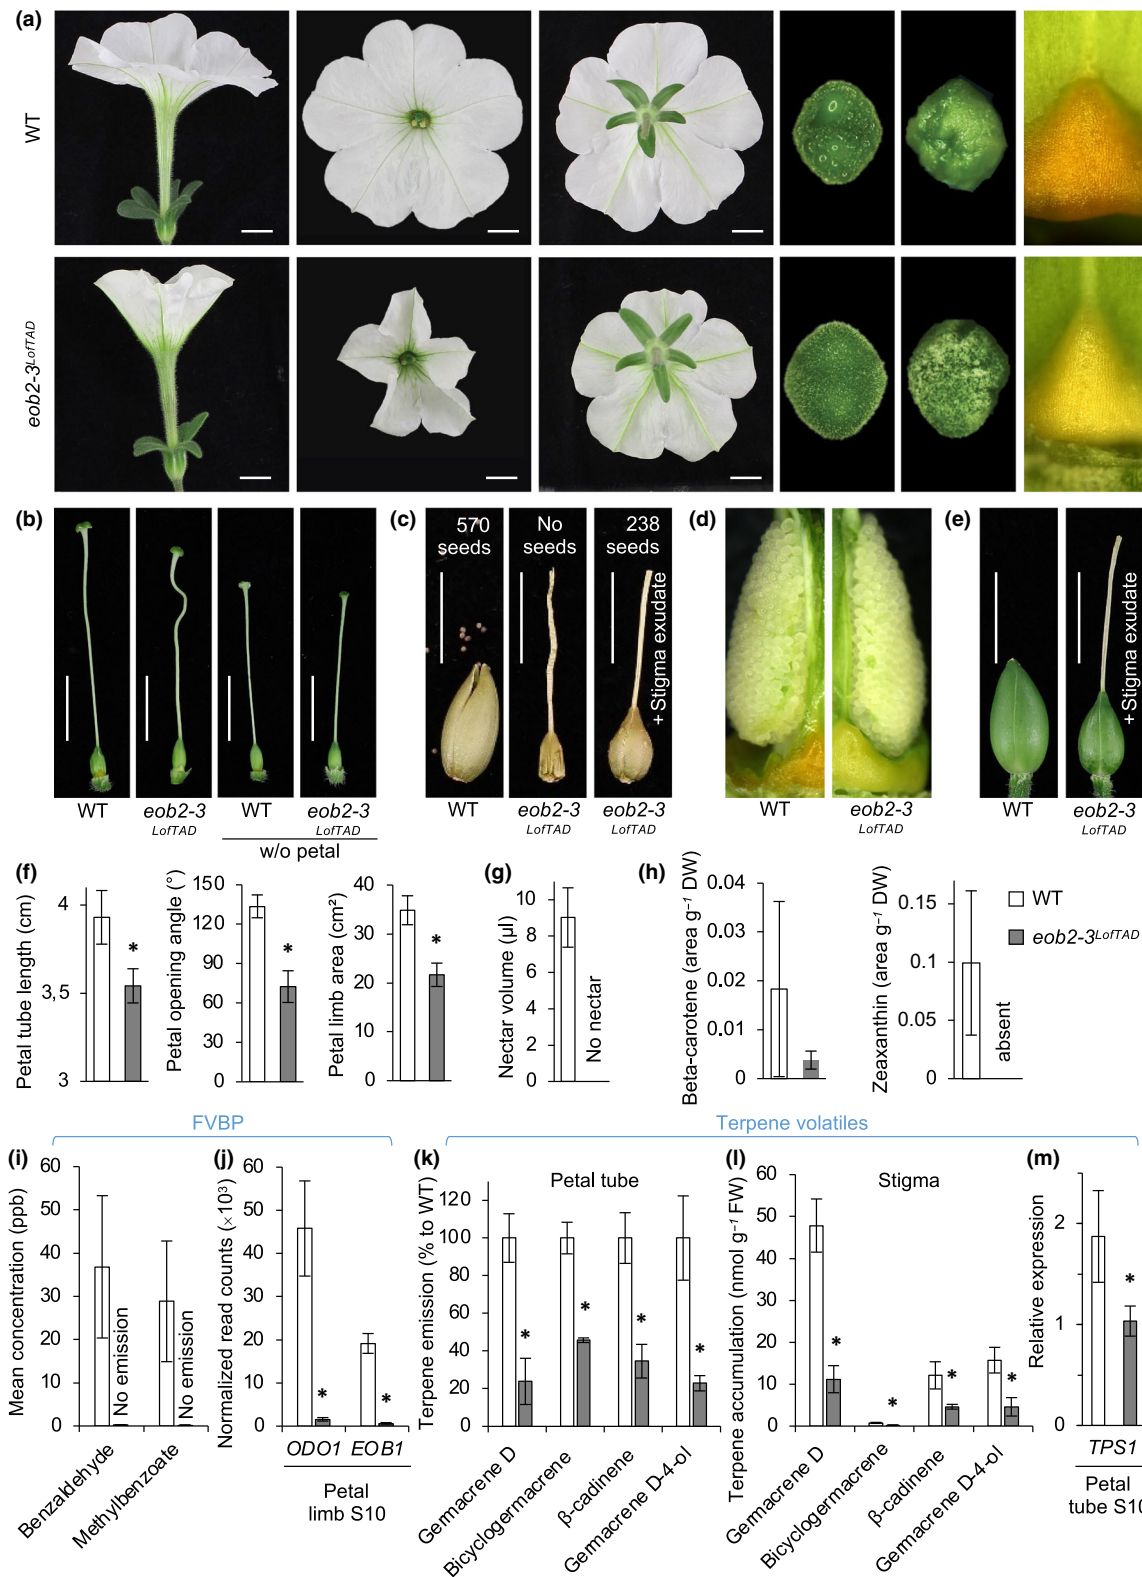 (a)
WT
eob2-3LofTAD
(b)
(c)
(d)
(e)
570 seeds
No seeds
238 seeds
+ Stigma exudate
+ Stigma exudate
WT
eob2-3 LofTAD
WT
eob2-3 LofTAD
w/o petal
WT
eob2-3 LofTAD
eob2-3 LofTAD
WT
eob2-3 LofTAD
WT
eob2-3 LofTAD
(f)
Petal tube length (cm)
4
3,5
3
*
Petal opening angle (°)
150
120
90
60
30
0
*
Petal limb area (cm²)
40
30
20
10
0
*
(g)
Nectar volume (µl)
10
8
6
4
2
0
No nectar
(h)
Beta-carotene (area g⁻¹ DW)
0.04
0.03
0.02
0.01
0
Zeaxanthin (area g⁻¹ DW)
0.15
0.1
0.05
0
absent
WT
eob2-3LofTAD
FVBP
Terpene volatiles
(i)
Mean concentration (ppb)
60
50
40
30
20
10
0
No emission
No emission
Benzaldehyde
Methylbenzoate
(j)
Normalized read counts (×10³)
60
50
40
30
20
10
0
*
*
ODO1 EOB1
Petal
limb S10
(k)
Petal tube
Terpene emission (% to WT)
120
100
80
60
40
20
0
*
*
*
*
Germacrene D
Bicyclogermacrene
β-cadinene
Germacrene D-4-ol
(l)
Stigma
Terpene accumulation (nmol g⁻¹ FW)
60
50
40
30
20
10
0
*
*
*
*
Germacrene D
Bicyclogermacrene
β-cadinene
Germacrene D-4-ol
(m)
Relative expression
2
1
0
*
TPS1
Petal
tube S10